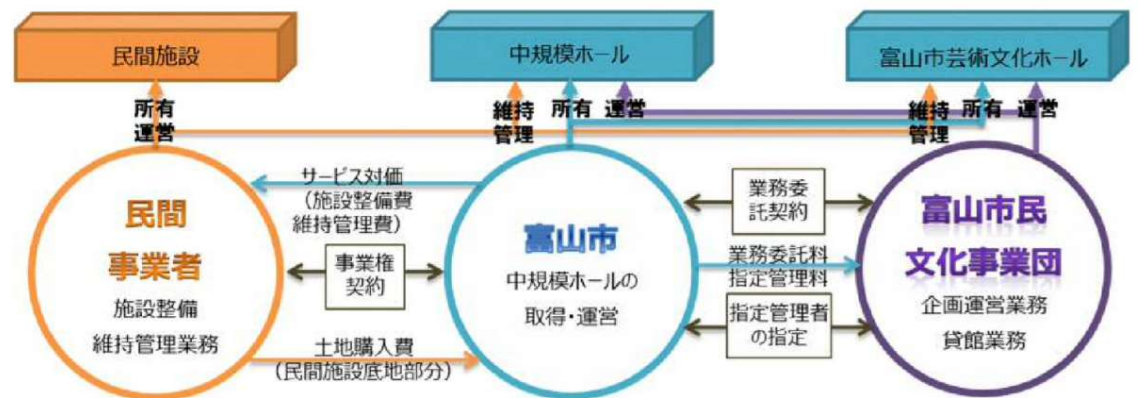 民間施設
中規模ホール
富山市芸術文化ホール
所有
運営
維持
管理
所有
運営
維持
管理
所有
運営
民間
事業者
施設整備
維持管理業務
サービス対価
(施設整備費
維持管理費)
事業権
契約
土地購入費
(民間施設底地部分)
富山市
中規模ホールの
取得・運営
業務委
託契約
業務委託料
指定管理料
指定管理者
の指定
富山市民
文化事業団
企画運営業務
貸館業務